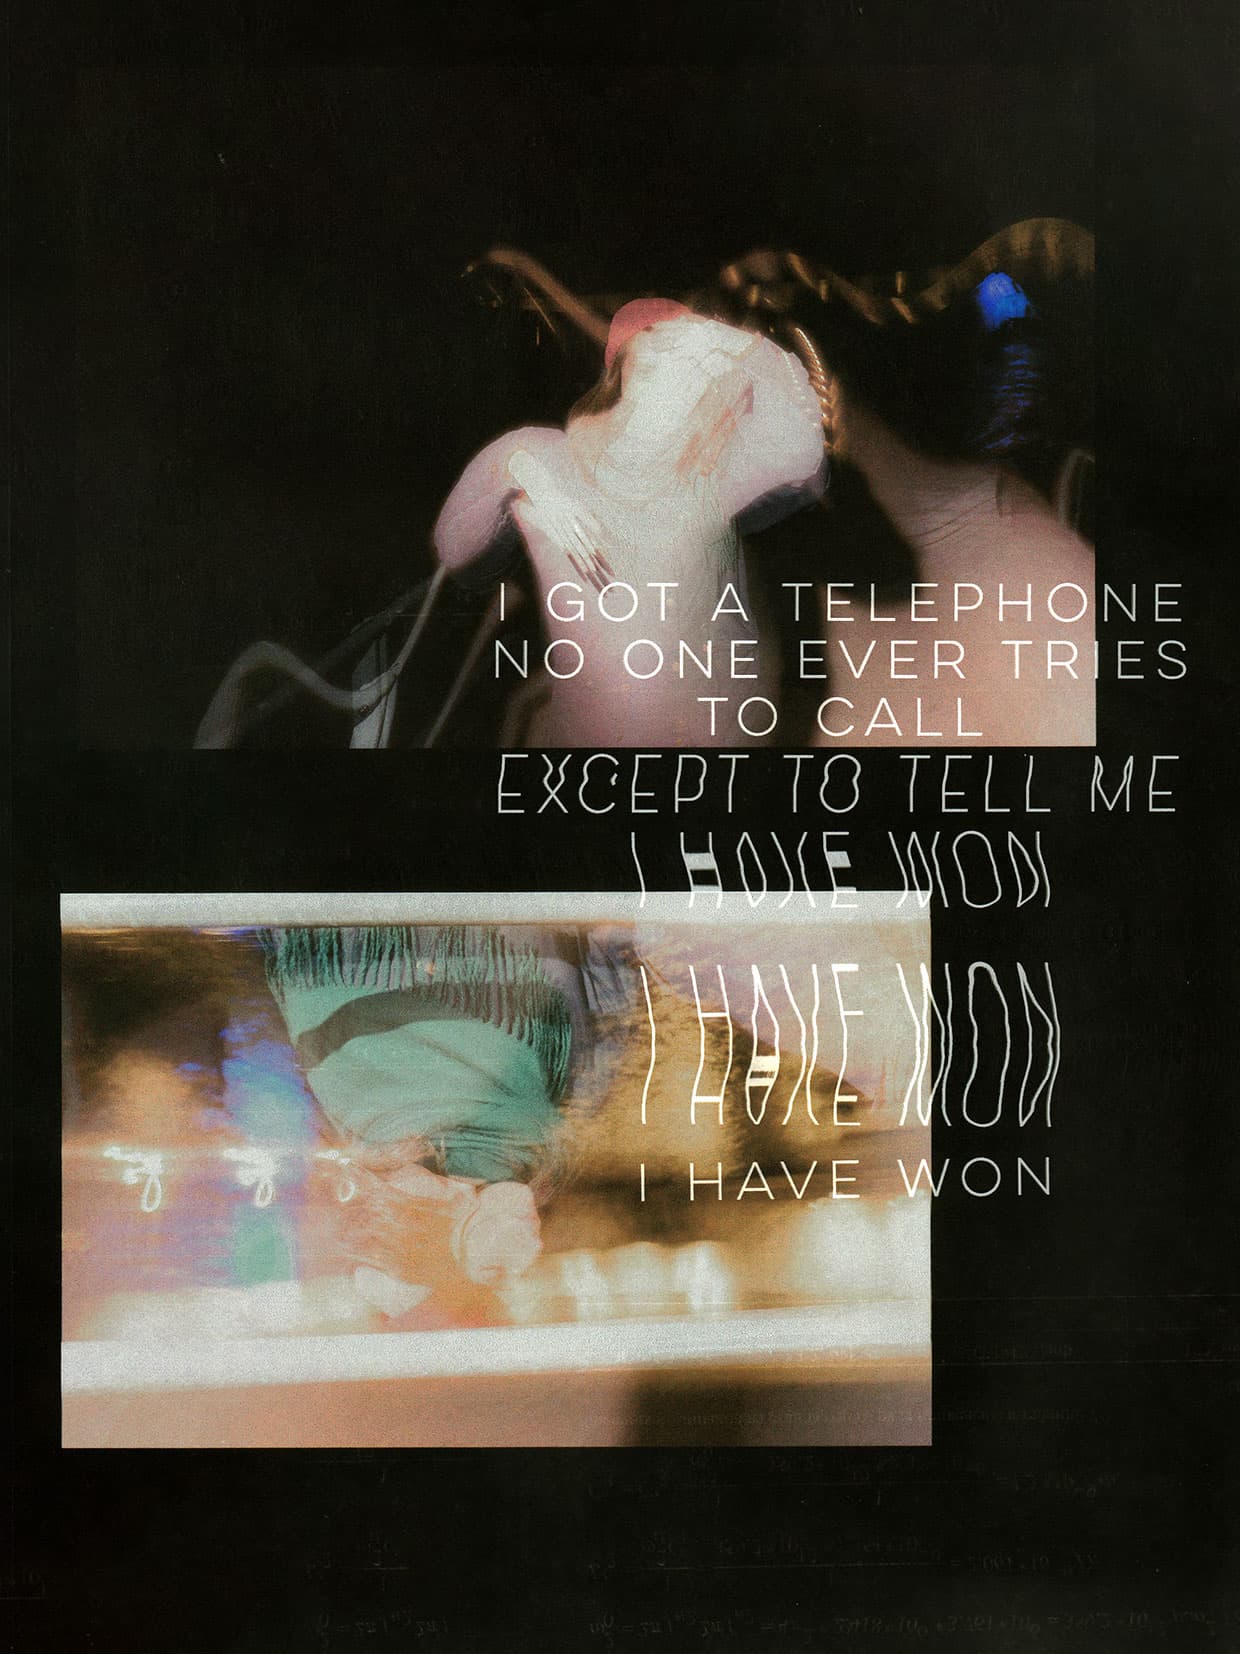 I GOT A TELEPHONE
NO ONE EVER TRIES
TO CALL
EXCEPT TO TELL ME
I HAVE WON
I HAVE WON
I HAVE WON